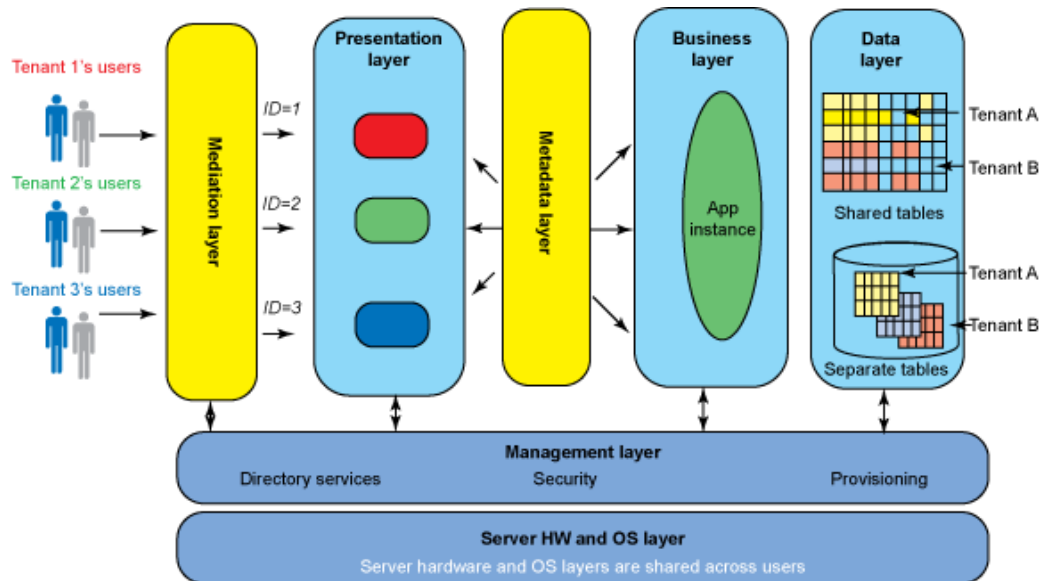 Tenant 1's users
Tenant 2's users
Tenant 3's users
Mediation layer
ID=1
ID=2
ID=3
Presentation
layer
Metadata layer
Business
layer
App
instance
Data
layer
Tenant A
Tenant B
Shared tables
Tenant A
Tenant B
Separate tables
Management layer
Directory services
Security
Provisioning
Server HW and OS layer
Server hardware and OS layers are shared across users